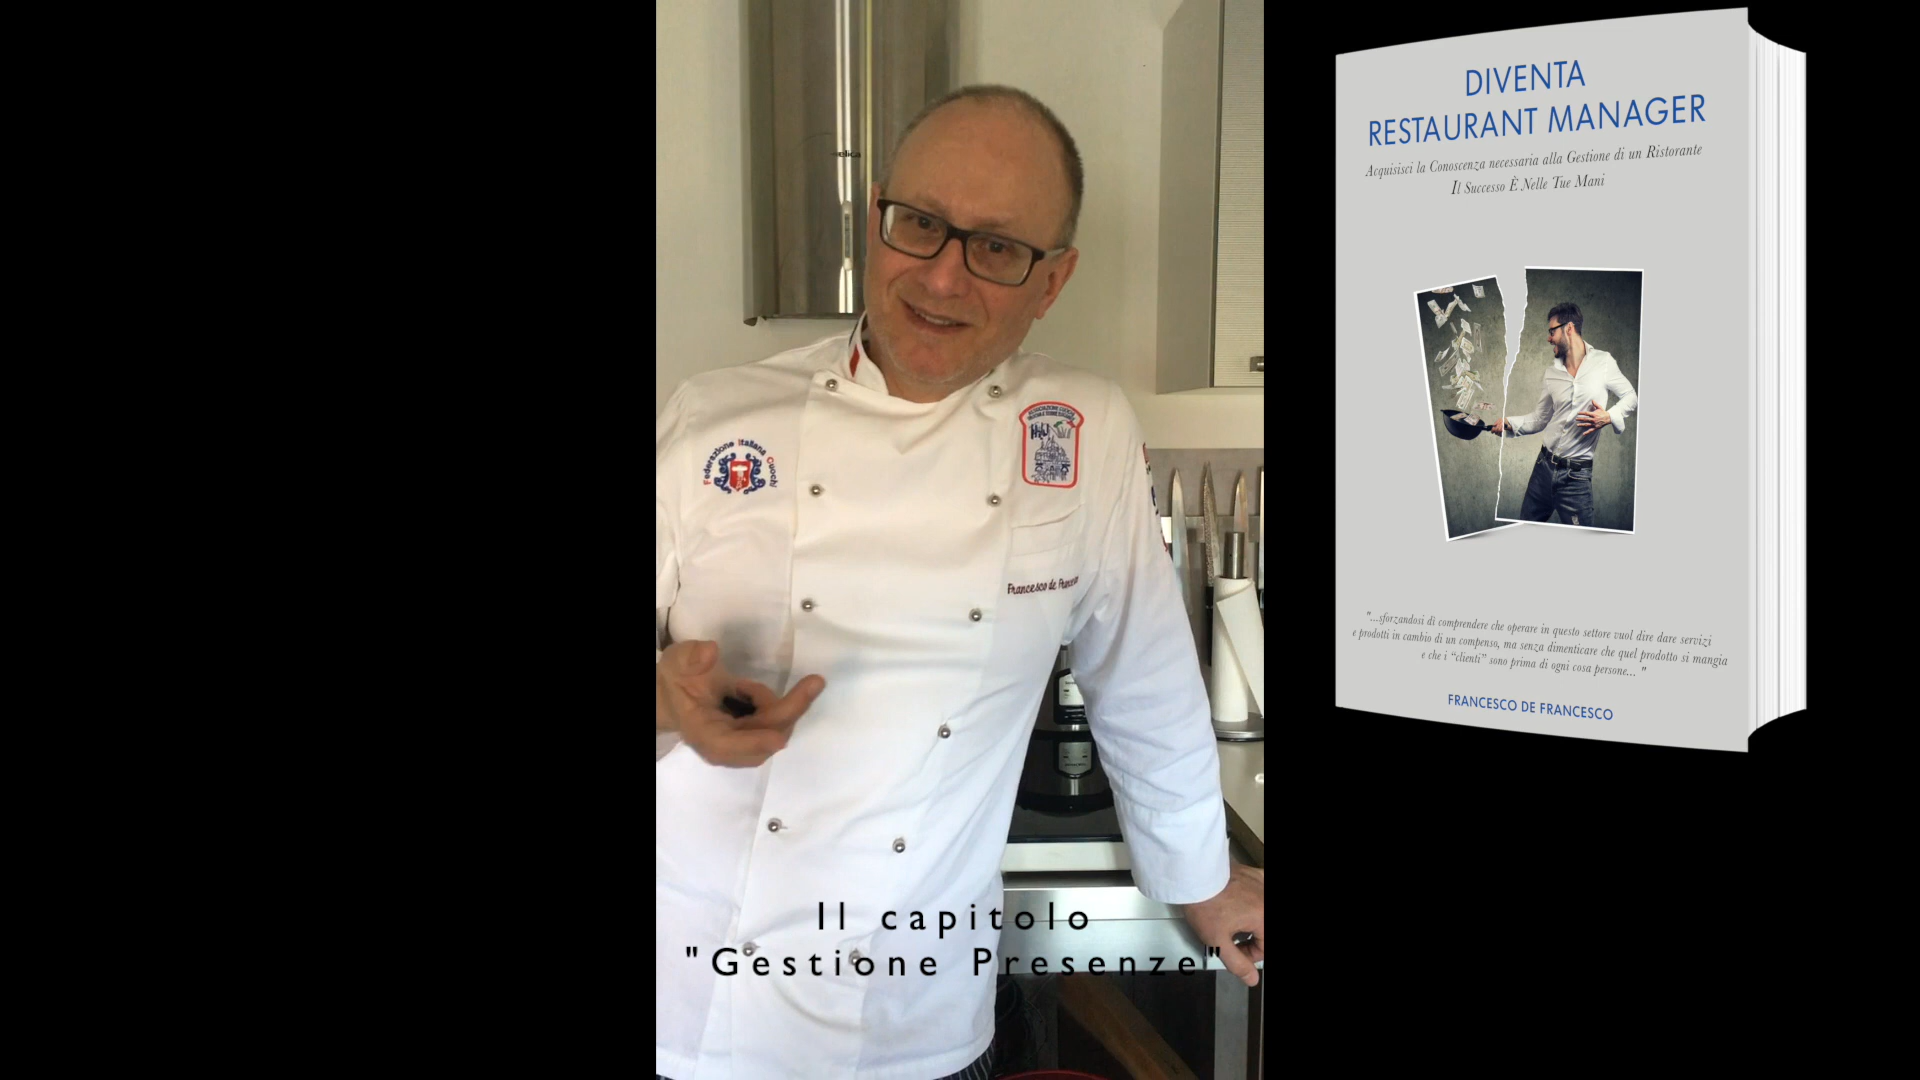 elica
Federazione Italiana Cuochi
Francesco de
Il capitolo
"Gestione Presenze"
DIVENTA
RESTAURANT MANAGER
Acquisisci la Conoscenza necessaria alla Gestione di un Ristorante
Il Successo È Nelle Tue Mani
"...sforzandosi di comprendere che operare in questo settore vuol dire dare servizi
e prodotti in cambio di un compenso, ma senza dimenticare che quel prodotto si mangia
e che i “clienti” sono prima di ogni cosa persone... "
FRANCESCO DE FRANCESCO